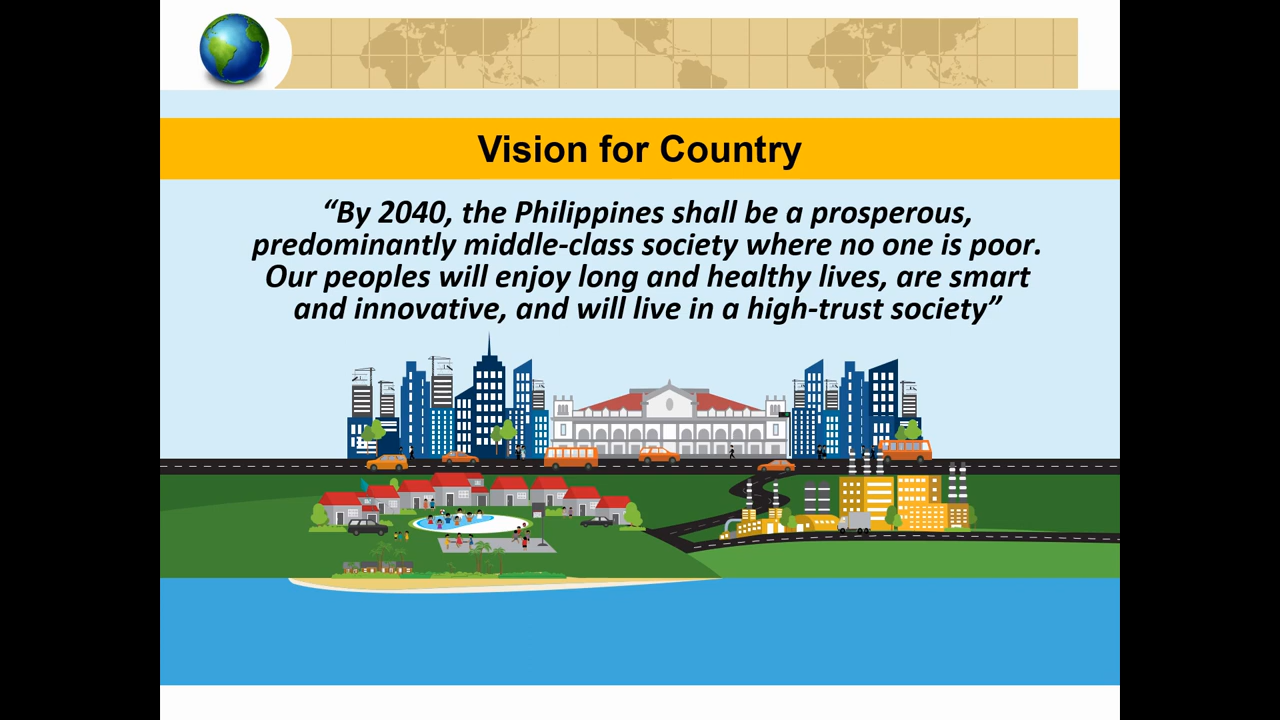 Vision for Country
“By 2040, the Philippines shall be a prosperous,
predominantly middle-class society where no one is poor.
Our peoples will enjoy long and healthy lives, are smart
and innovative, and will live in a high-trust society”